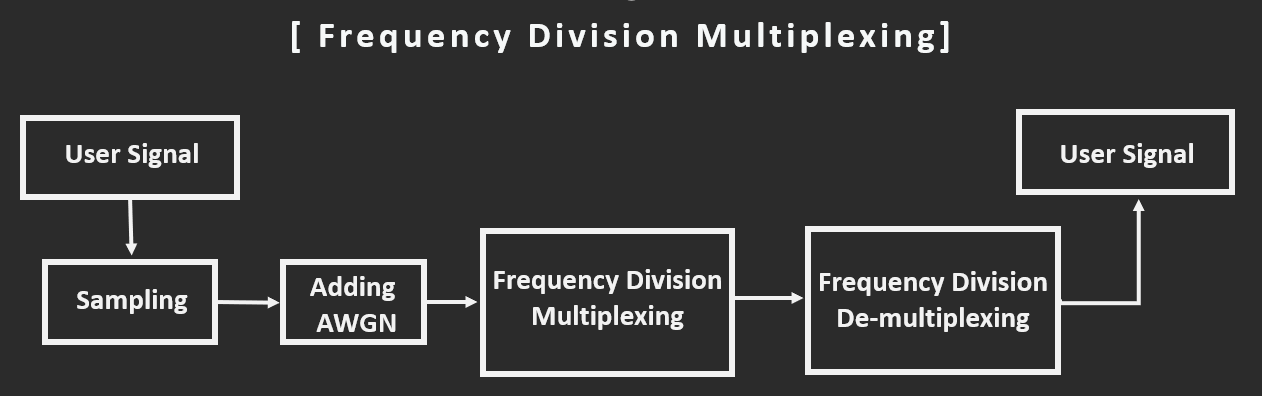 [ Frequency Division Multiplexing]
User Signal
User Signal
Sampling
Adding
AWGN
Frequency Division
Multiplexing
Frequency Division
De-multiplexing